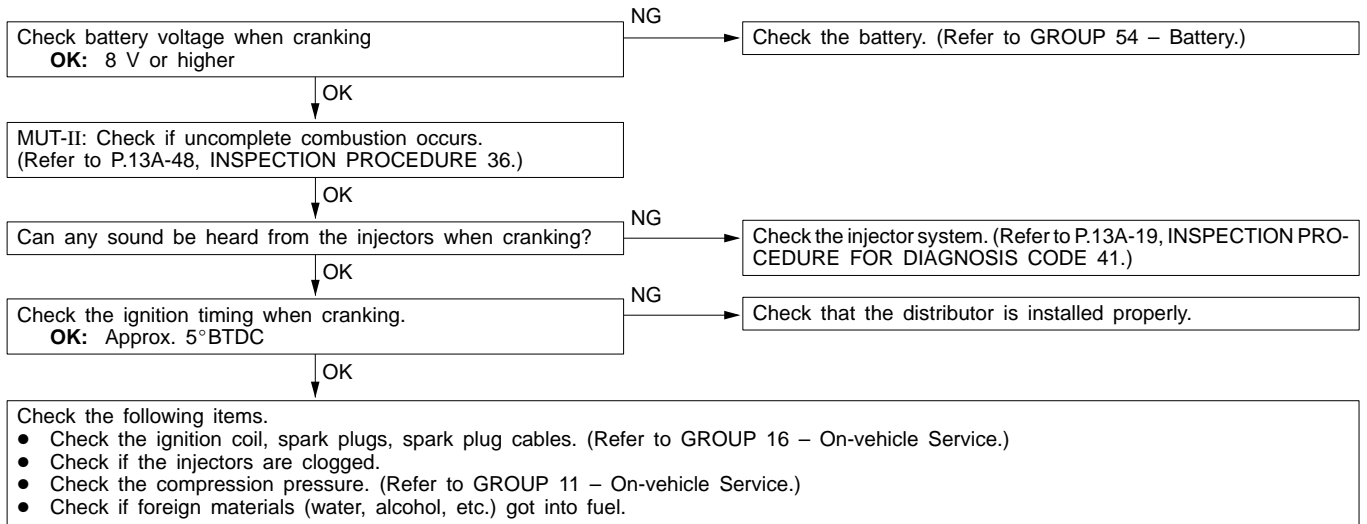 NG
Check battery voltage when cranking
OK: 8 V or higher
Check the battery. (Refer to GROUP 54 – Battery.)
OK
MUT-II: Check if uncomplete combustion occurs.
(Refer to P.13A-48, INSPECTION PROCEDURE 36.)
OK
NG
Can any sound be heard from the injectors when cranking?
Check the injector system. (Refer to P.13A-19, INSPECTION PRO-
CEDURE FOR DIAGNOSIS CODE 41.)
OK
NG
Check the ignition timing when cranking.
OK: Approx. 5°BTDC
Check that the distributor is installed properly.
OK
Check the following items.
● Check the ignition coil, spark plugs, spark plug cables. (Refer to GROUP 16 – On-vehicle Service.)
● Check if the injectors are clogged.
● Check the compression pressure. (Refer to GROUP 11 – On-vehicle Service.)
● Check if foreign materials (water, alcohol, etc.) got into fuel.